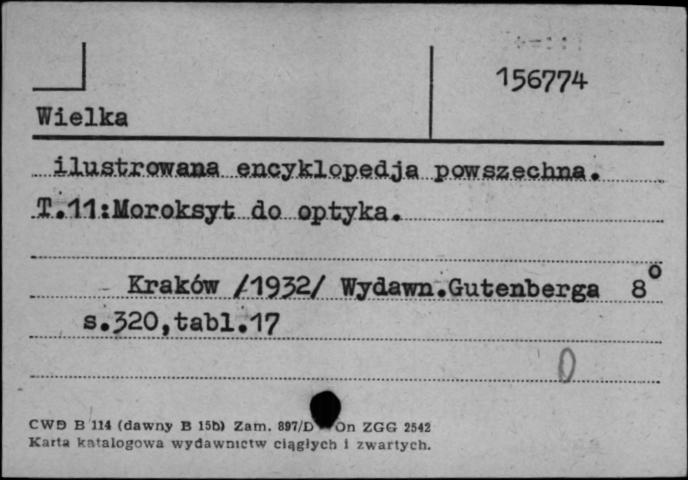 156774
Wielka
ilustrowana encyklopedja powszechna.
T.11:Moroksyt do optyka.
Kraków /1932/ Wydawn.Gutenberga 8°
s.320,tabl.17
0
CWD B 114 (dawny B 15b) Zam. 897/D On ZGG 2542
Karta katalogowa wydawnictw ciągłych i zwartych.